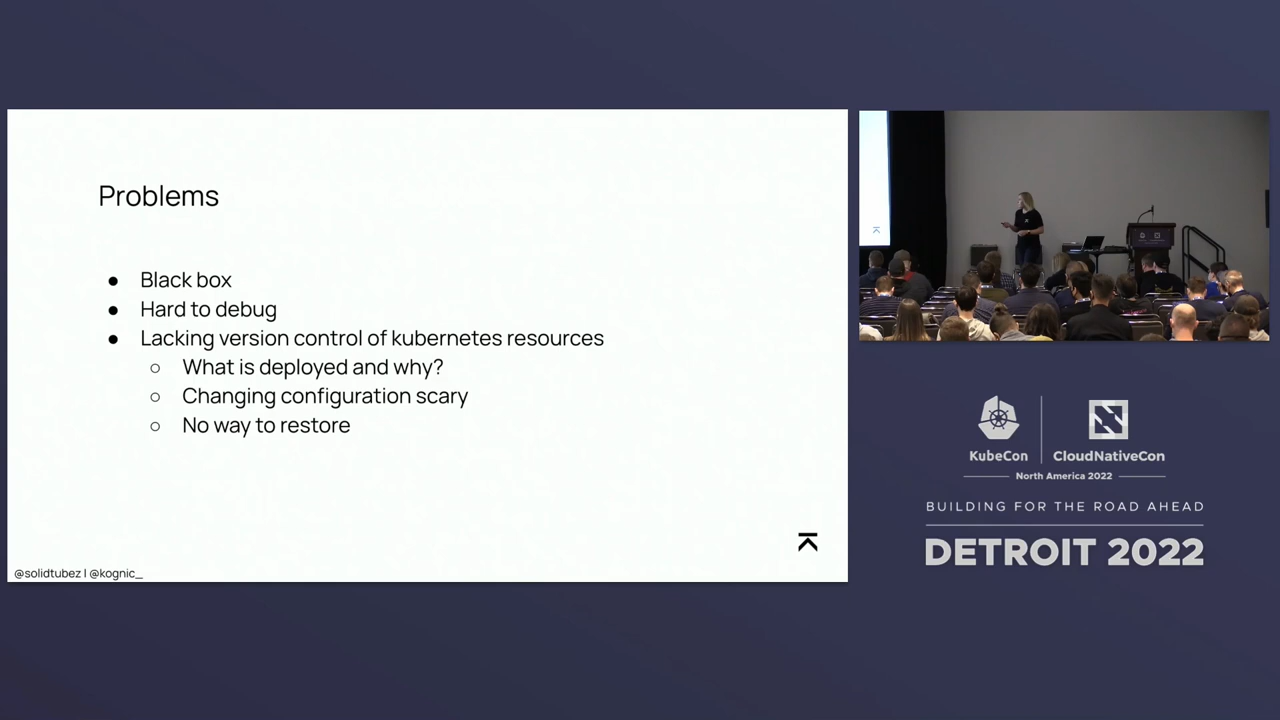 Problems
● Black box
● Hard to debug
● Lacking version control of kubernetes resources
○ What is deployed and why?
○ Changing configuration scary
○ No way to restore
@solidtubez | @kognic_
KubeCon | CloudNativeCon
North America 2022
BUILDING FOR THE ROAD AHEAD
DETROIT 2022